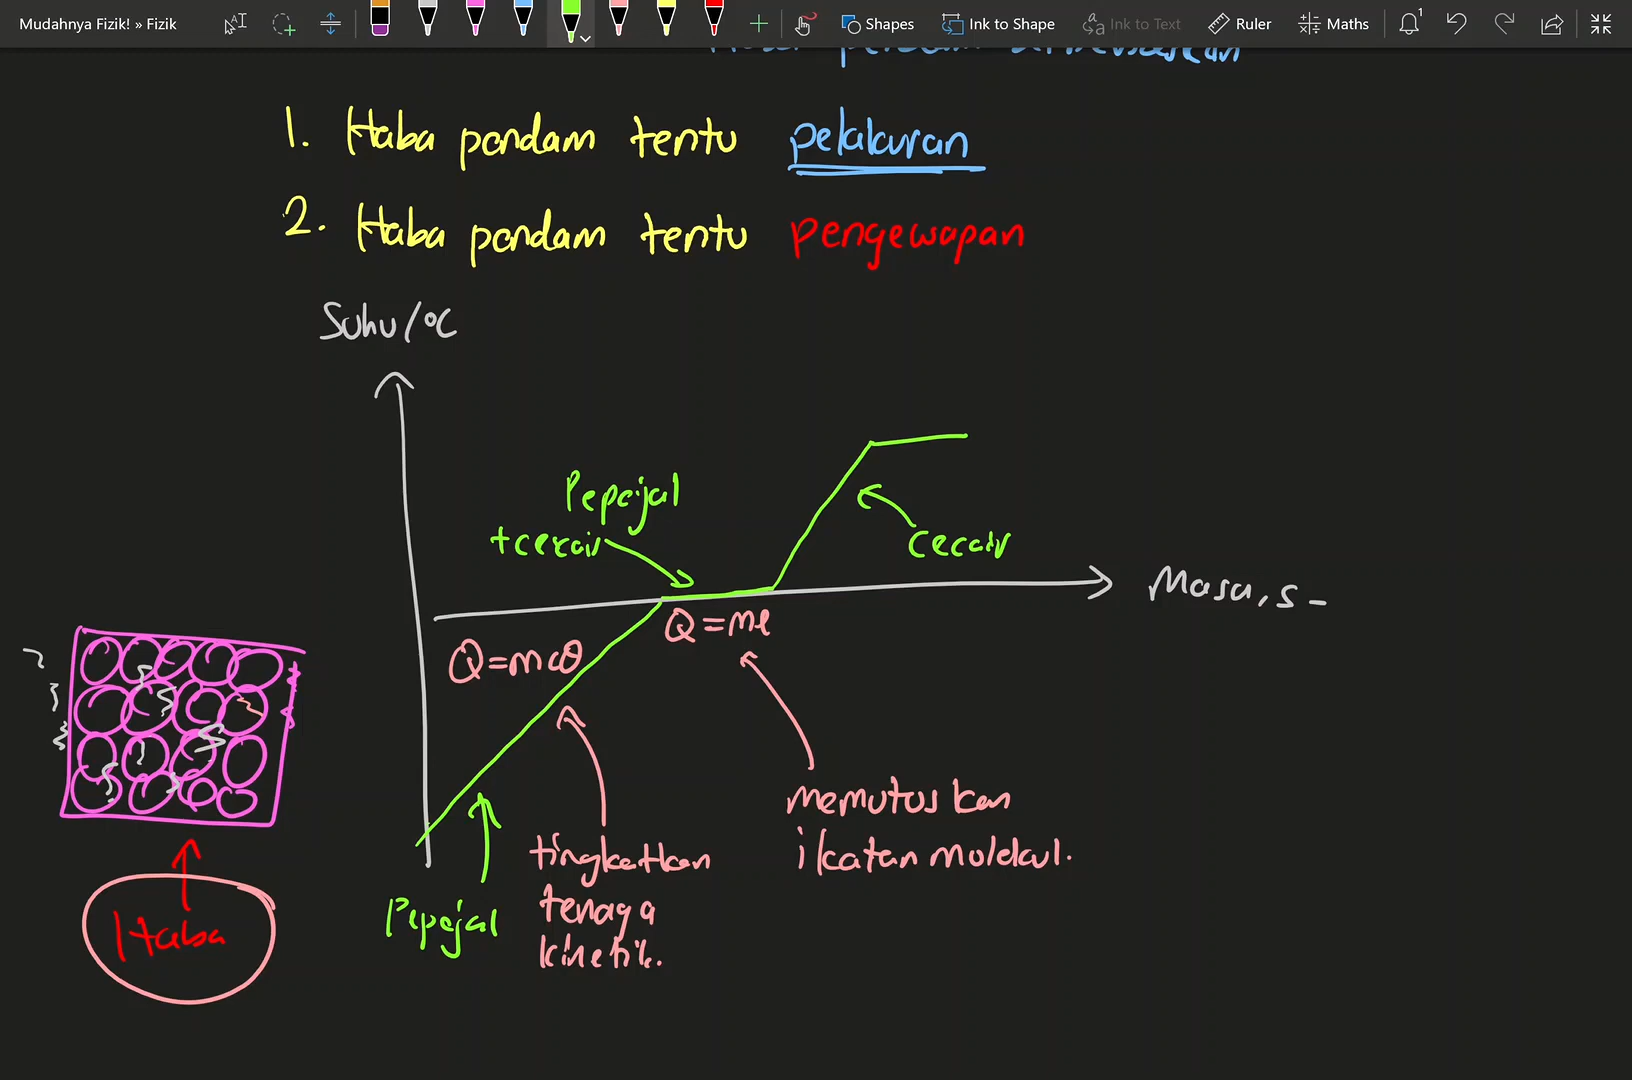 Mudahnya Fizik! » Fizik
Shapes
Ink to Shape
Ink to Text
Ruler
Maths
1
1. Haba pendam tentu pelakuran
2. Haba pendam tentu pengewapan
Suhu/°C
Pepejal
+cecair
cecair
Masa, s -
Q=mcθ
Q=ml
memutuskan
ikatan molekul.
tingkatkan
tenaga
kinetik.
Pepejal
Haba